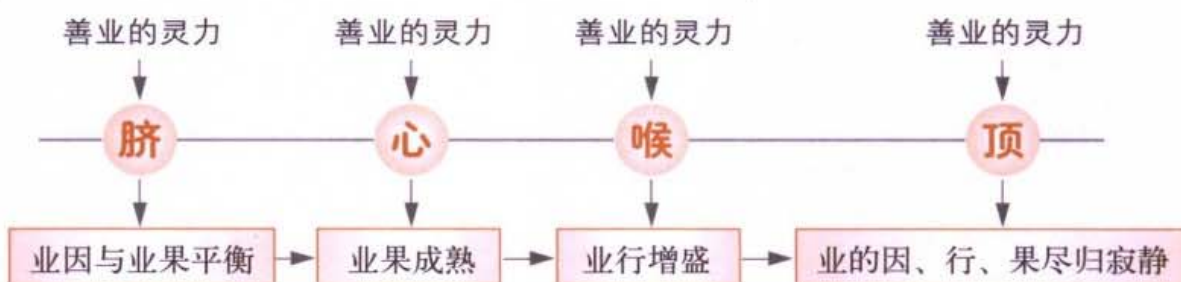 善业的灵力 善业的灵力 善业的灵力 善业的灵力
脐 心 喉 顶
业因与业果平衡 业果成熟 业行增盛 业的因、行、果尽归寂静